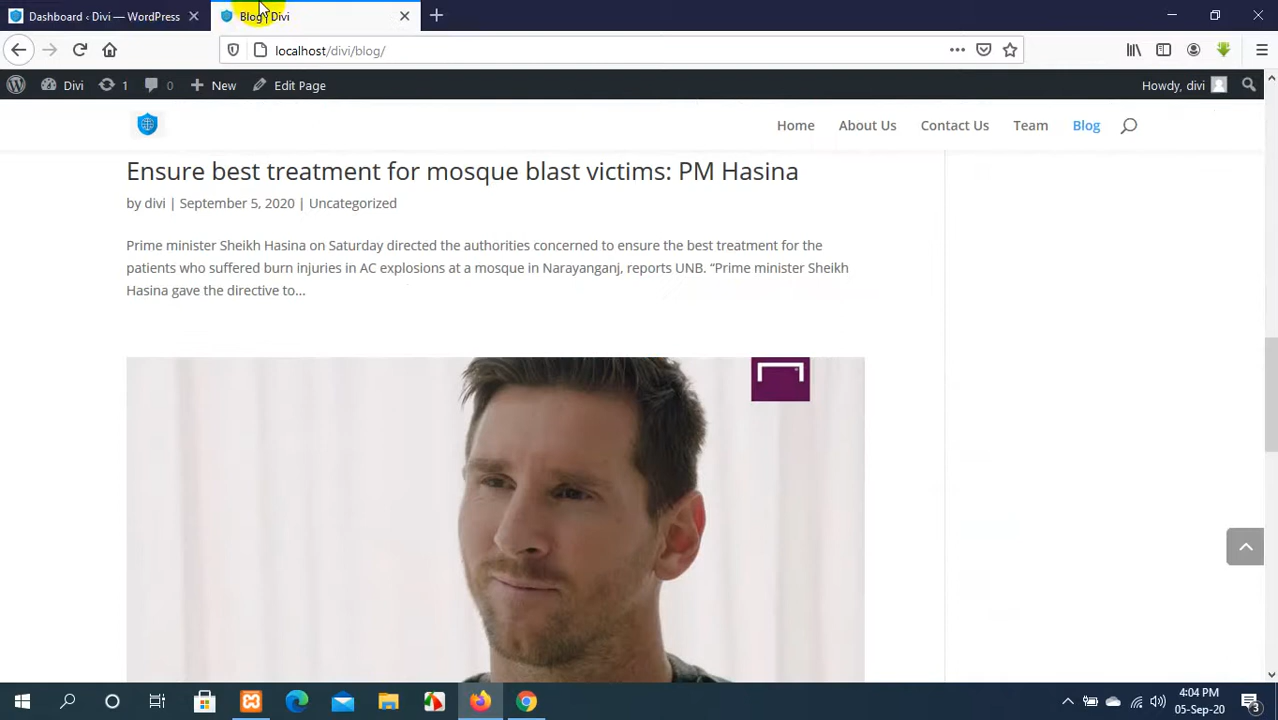 Dashboard ‹ Divi — WordPress
Blog | Divi
localhost/divi/blog/
Divi
1
0
New
Edit Page
Howdy, divi
Home
About Us
Contact Us
Team
Blog
Ensure best treatment for mosque blast victims: PM Hasina
by divi | September 5, 2020 | Uncategorized
Prime minister Sheikh Hasina on Saturday directed the authorities concerned to ensure the best treatment for the
patients who suffered burn injuries in AC explosions at a mosque in Narayanganj, reports UNB. “Prime minister Sheikh
Hasina gave the directive to...
4:04 PM
05-Sep-20
3